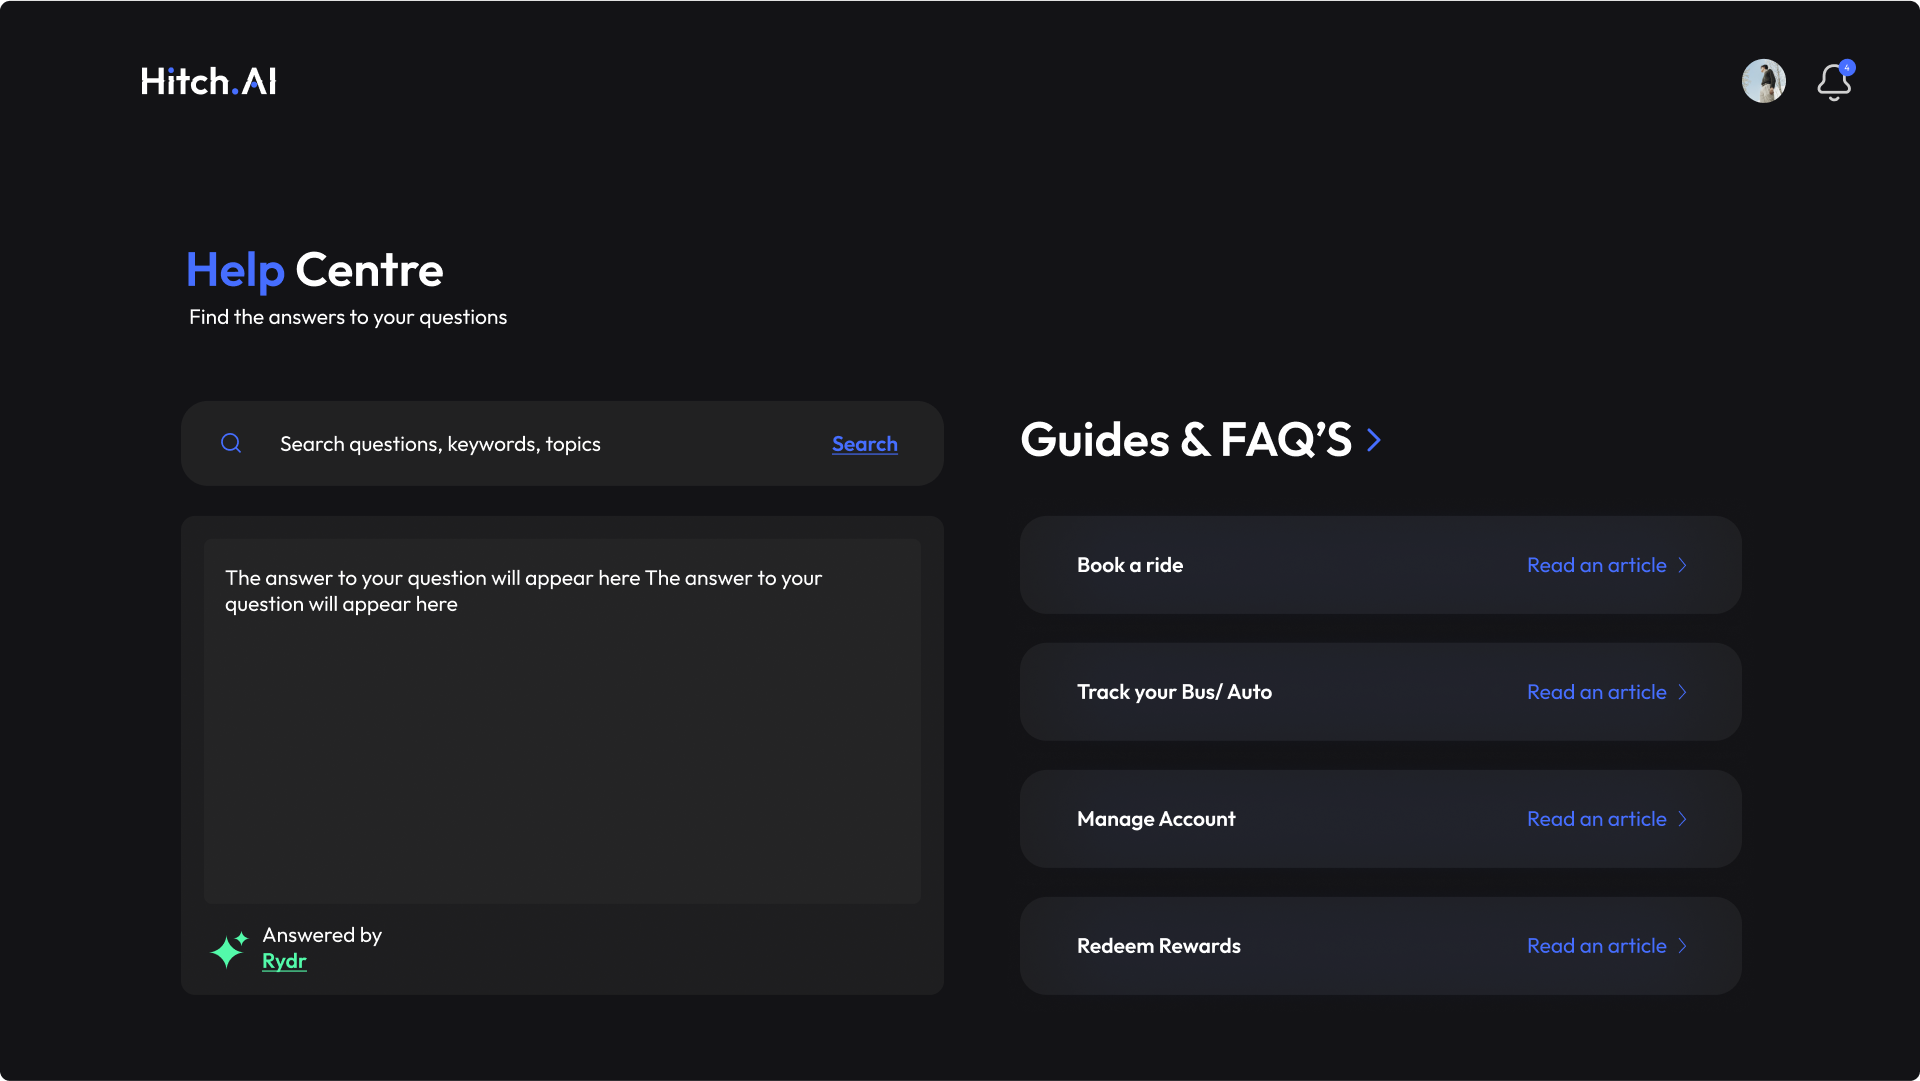 Hitch.AI
4
Help Centre
Find the answers to your questions
Search questions, keywords, topics
Search
The answer to your question will appear here The answer to your
question will appear here
Answered by
Rydr
Guides & FAQ’S
Book a ride
Read an article
Track your Bus/ Auto
Read an article
Manage Account
Read an article
Redeem Rewards
Read an article